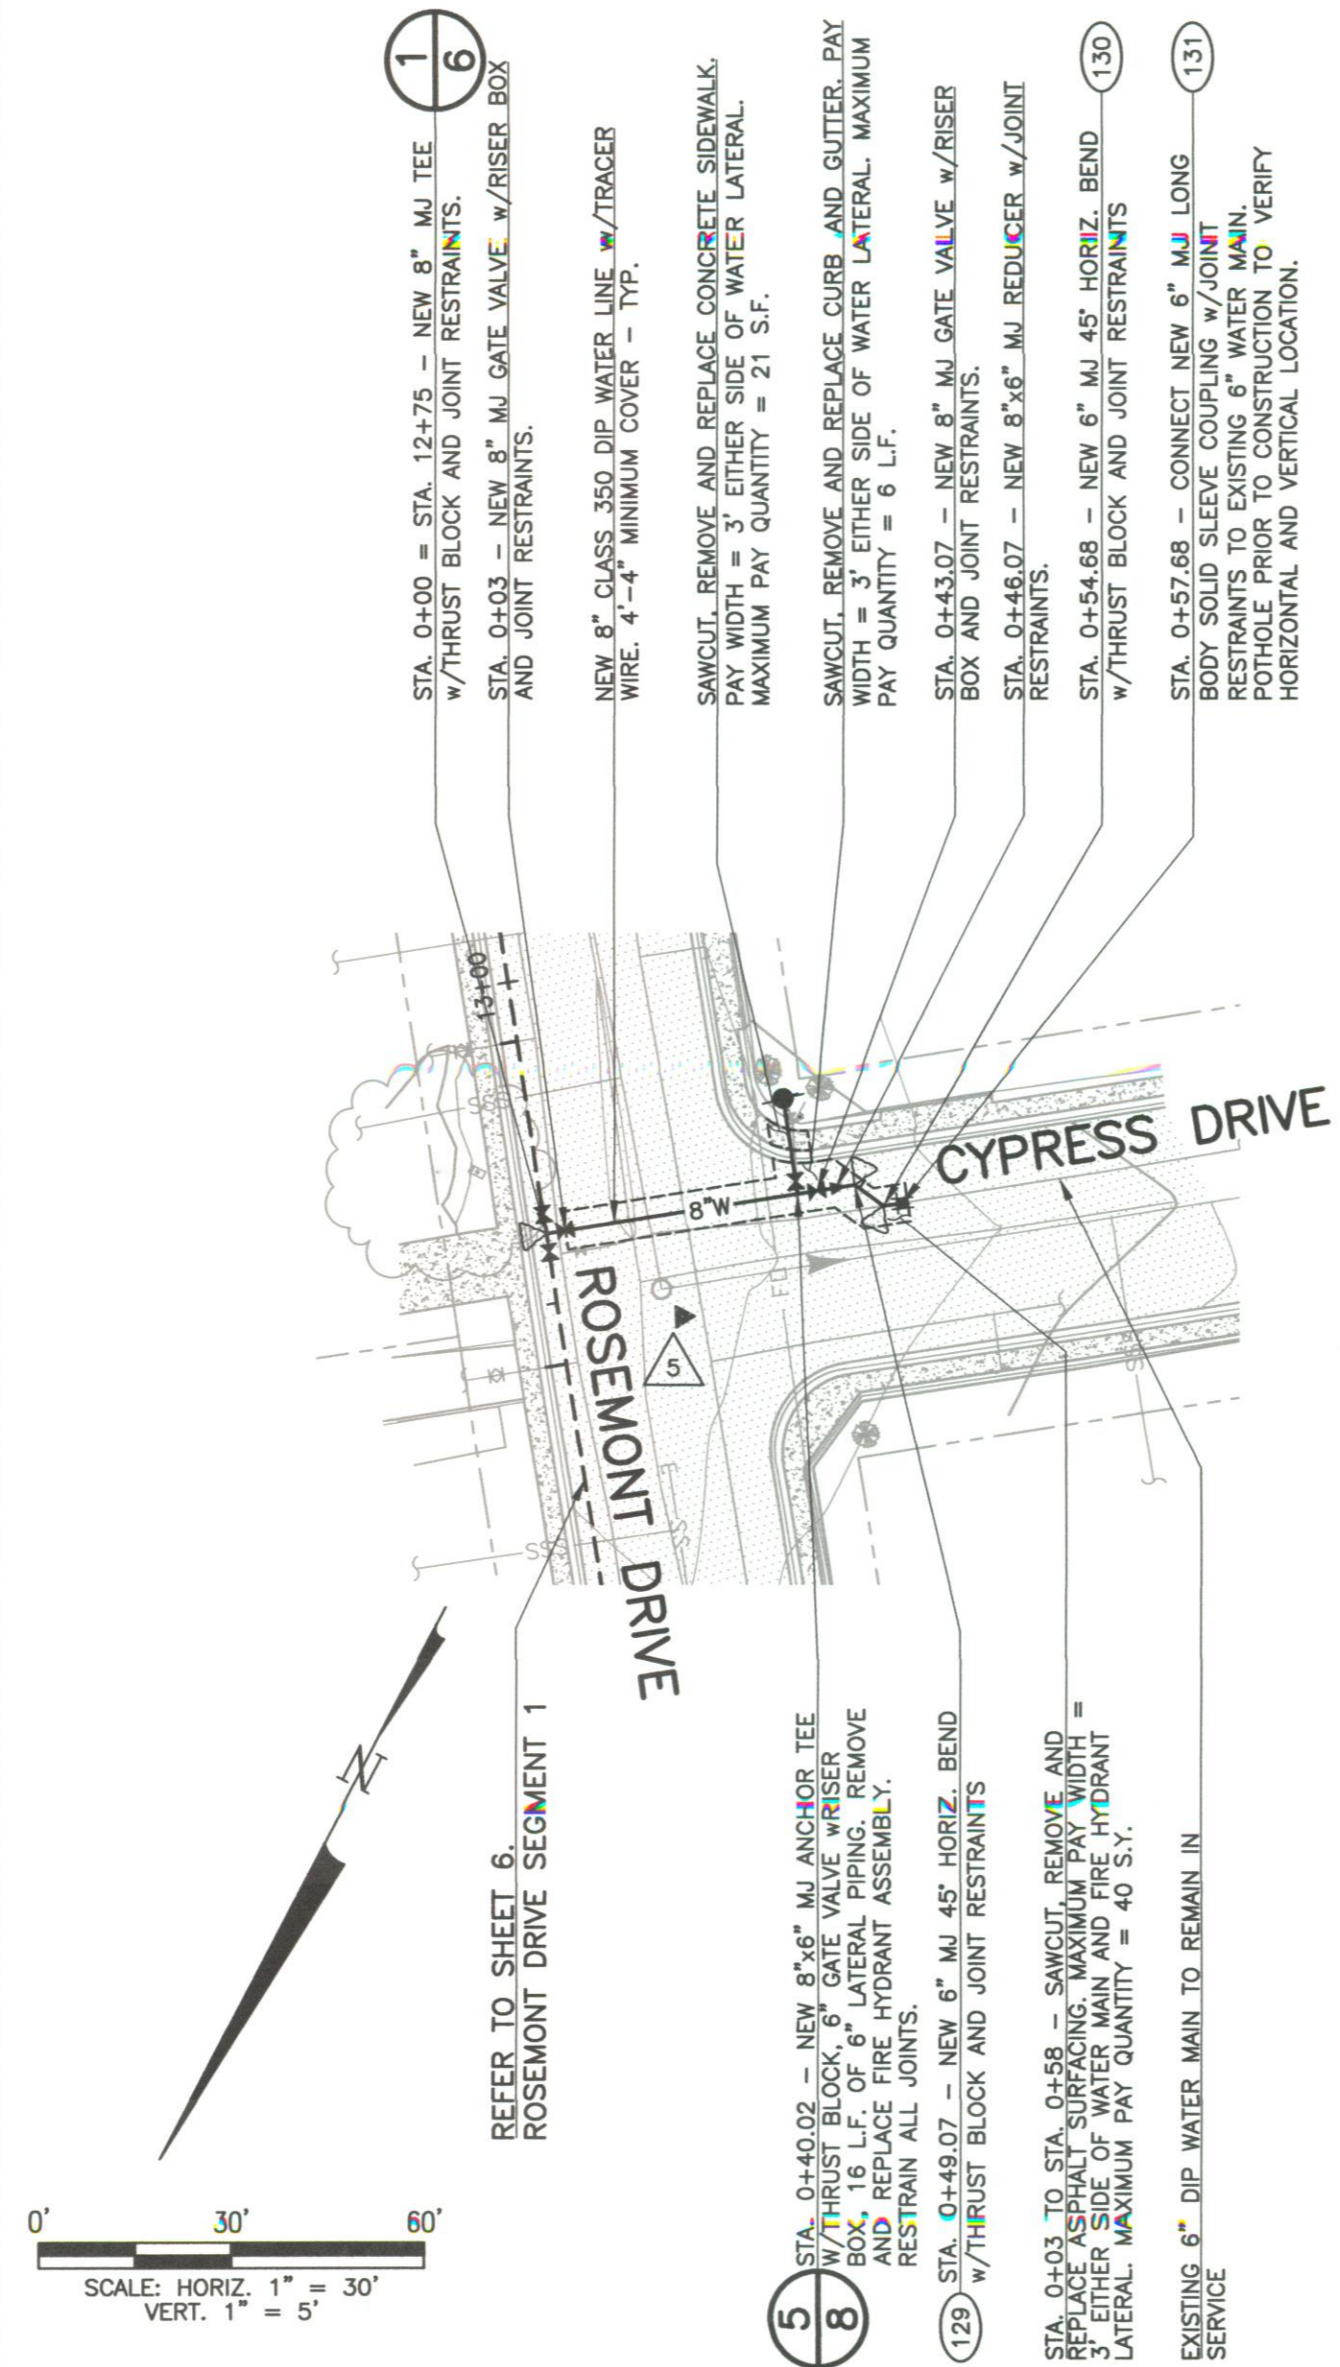 1
6
STA. 0+00 = STA. 12+75 – NEW 8" MJ TEE
w/THRUST BLOCK AND JOINT RESTRAINTS.
STA. 0+03 – NEW 8" MJ GATE VALVE w/RISER BOX
AND JOINT RESTRAINTS.
NEW 8" CLASS 350 DIP WATER LINE w/TRACER
WIRE. 4'–4" MINIMUM COVER – TYP.
SAWCUT, REMOVE AND REPLACE CONCRETE SIDEWALK.
PAY WIDTH = 3' EITHER SIDE OF WATER LATERAL.
MAXIMUM PAY QUANTITY = 21 S.F.
SAWCUT, REMOVE AND REPLACE CURB AND GUTTER. PAY
WIDTH = 3' EITHER SIDE OF WATER LATERAL. MAXIMUM
PAY QUANTITY = 6 L.F.
STA. 0+43.07 – NEW 8" MJ GATE VALVE w/RISER
BOX AND JOINT RESTRAINTS.
STA. 0+46.07 – NEW 8"x6" MJ REDUCER w/JOINT
RESTRAINTS.
STA. 0+54.68 – NEW 6" MJ 45° HORIZ. BEND
w/THRUST BLOCK AND JOINT RESTRAINTS
130
STA. 0+57.68 – CONNECT NEW 6" MJ LONG
BODY SOLID SLEEVE COUPLING w/JOINT
RESTRAINTS TO EXISTING 6" WATER MAIN.
POTHOLE PRIOR TO CONSTRUCTION TO VERIFY
HORIZONTAL AND VERTICAL LOCATION.
131
13+00
8"W
FO
E
SS
SS
SS
ROSEMONT DRIVE
CYPRESS DRIVE
5
N
REFER TO SHEET 6.
ROSEMONT DRIVE SEGMENT 1
0' 30' 60'
SCALE: HORIZ. 1" = 30'
VERT. 1" = 5'
5
8
STA. 0+40.02 – NEW 8"x6" MJ ANCHOR TEE
W/THRUST BLOCK, 6" GATE VALVE wRISER
BOX, 16 L.F. OF 6" LATERAL PIPING. REMOVE
AND REPLACE FIRE HYDRANT ASSEMBLY.
RESTRAIN ALL JOINTS.
129
STA. 0+49.07 – NEW 6" MJ 45° HORIZ. BEND
w/THRUST BLOCK AND JOINT RESTRAINTS
STA. 0+03 TO STA. 0+58 – SAWCUT, REMOVE AND
REPLACE ASPHALT SURFACING. MAXIMUM PAY WIDTH =
3' EITHER SIDE OF WATER MAIN AND FIRE HYDRANT
LATERAL. MAXIMUM PAY QUANTITY = 40 S.Y.
EXISTING 6" DIP WATER MAIN TO REMAIN IN
SERVICE